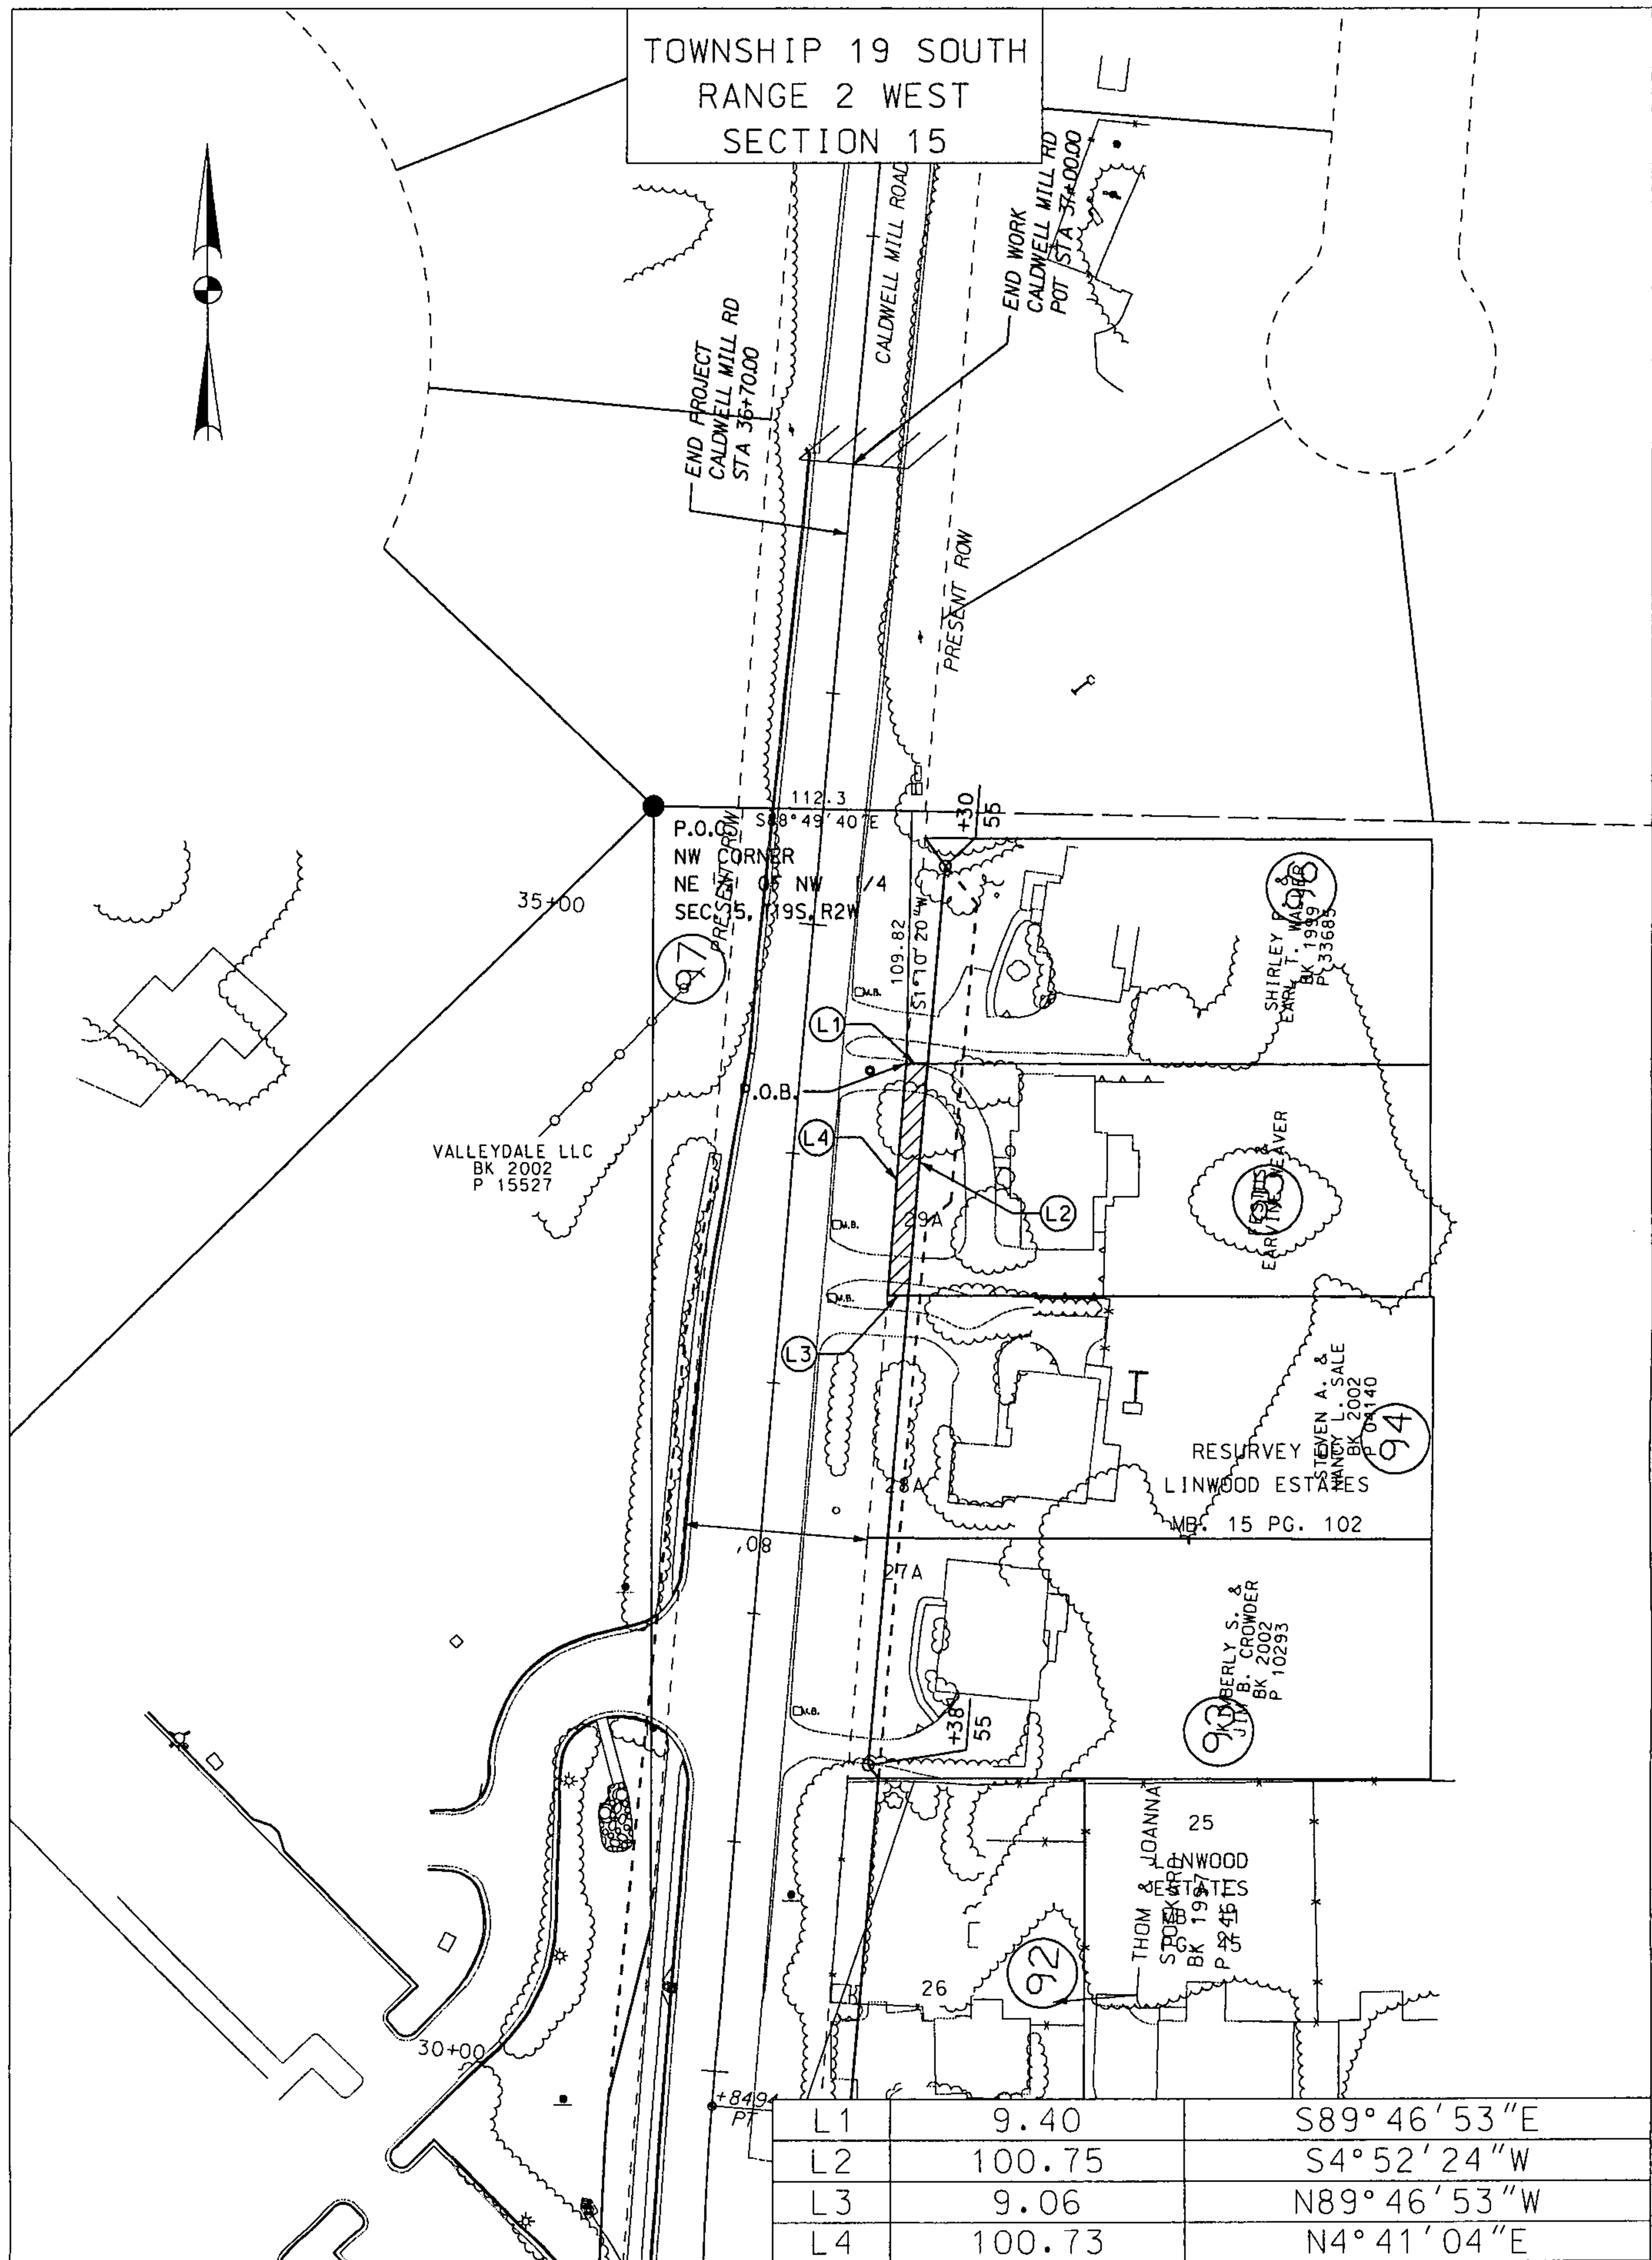 TOWNSHIP 19 SOUTH
RANGE 2 WEST
SECTION 15
CALDWELL MILL ROAD
END WORK
CALDWELL MILL RD
POT STA 37+00.00
END PROJECT
CALDWELL MILL RD
STA 36+70.00
PRESENT ROW
112.3
S88°49'40"E
+30
55
P.O.C.
NW CORNER
NE 1/4 OF NW 1/4
SEC. 15, T19S, R2W
PRESENT ROW
35+00
97
109.82
S1°10'20"W
SHIRLEY
EARL T.
BK 1999
P 33685
M.B.
L1
P.O.B.
L4
VALLEYDALE LLC
BK 2002
P 15527
L2
29A
M.B.
EARVIN WEAVER
M.B.
L3
STEVEN A. &
NANCY L. SALE
BK 2002
P 04140
94
RESURVEY
LINWOOD ESTATES
MB. 15 PG. 102
28A
80'
27A
KIMBERLY S. &
JIM B. CROWDER
BK 2002
P 10293
93
M.B.
+38
55
25
LINWOOD
ESTATES
THOM & JOANNA
BK 1997
92
26
30+00
+84.94
PT
L1 9.40 S89°46'53"E
L2 100.75 S4°52'24"W
L3 9.06 N89°46'53"W
L4 100.73 N4°41'04"E